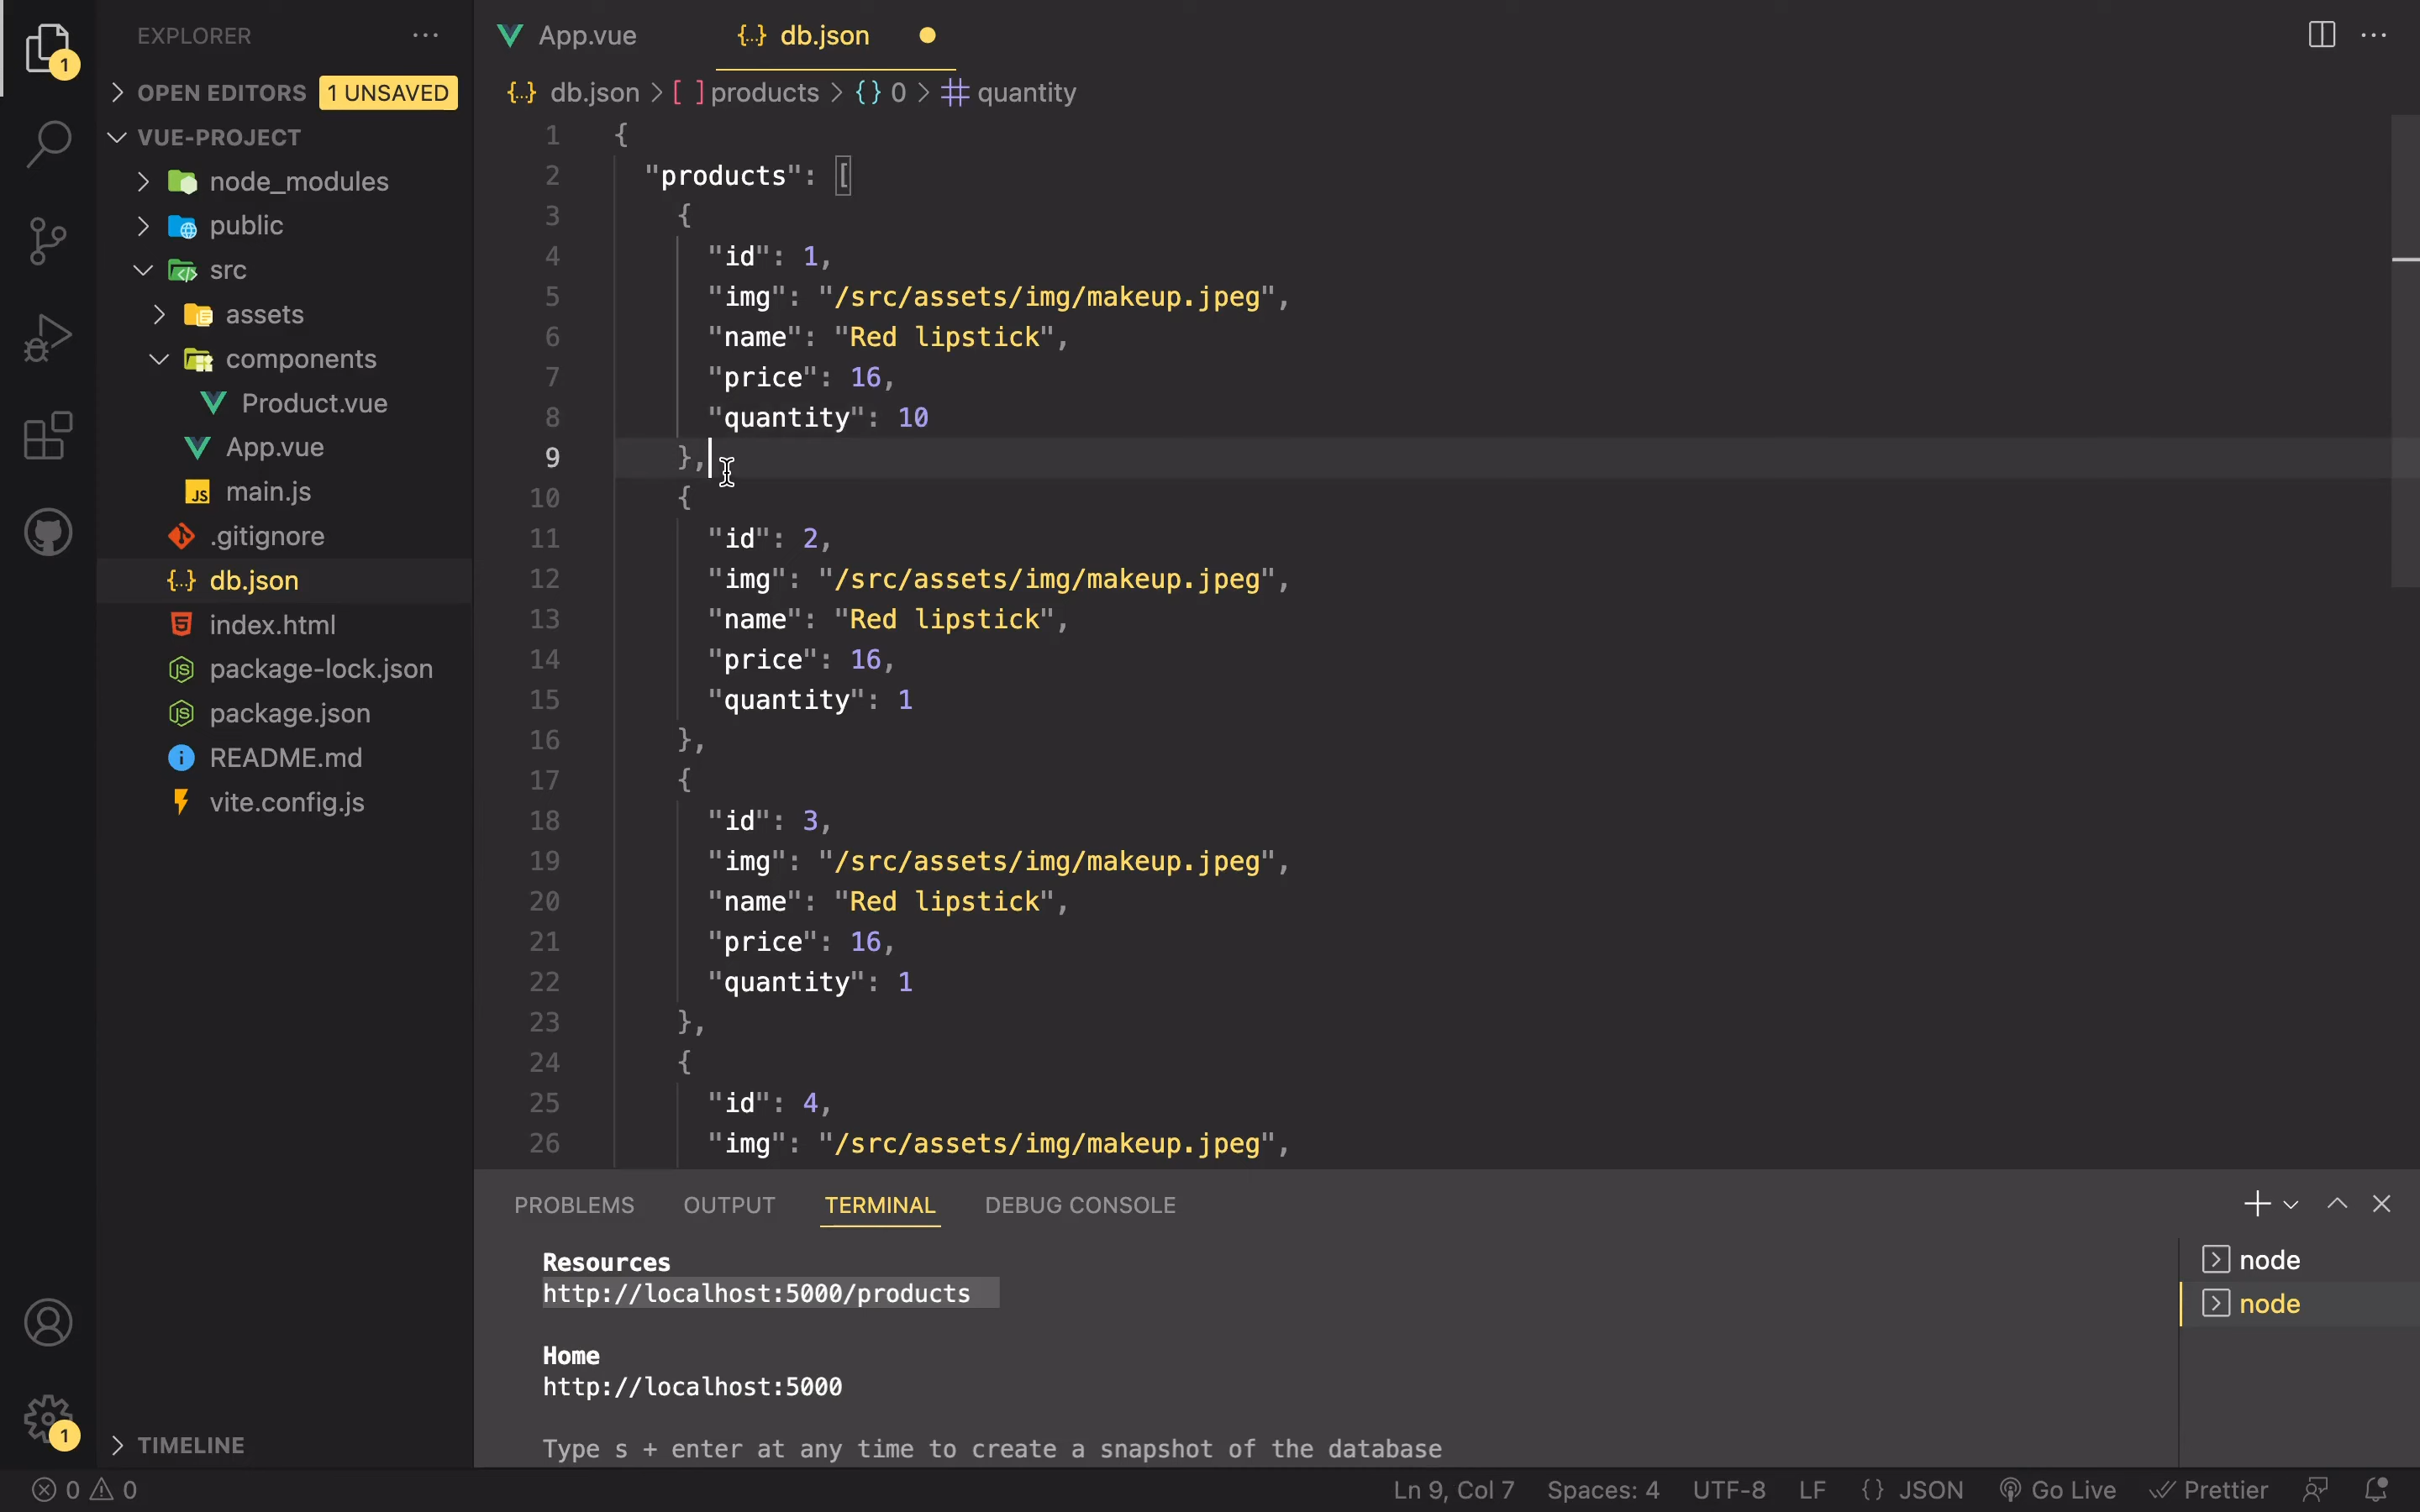 EXPLORER
OPEN EDITORS 1 UNSAVED
VUE-PROJECT
node_modules
public
src
assets
components
Product.vue
App.vue
main.js
.gitignore
db.json
index.html
package-lock.json
package.json
README.md
vite.config.js
TIMELINE
1
1
App.vue {..} db.json
{..} db.json > [ ] products > {} 0 > # quantity
1 {
2 "products": [
3 {
4 "id": 1,
5 "img": "/src/assets/img/makeup.jpeg",
6 "name": "Red lipstick",
7 "price": 16,
8 "quantity": 10
9 },
10 {
11 "id": 2,
12 "img": "/src/assets/img/makeup.jpeg",
13 "name": "Red lipstick",
14 "price": 16,
15 "quantity": 1
16 },
17 {
18 "id": 3,
19 "img": "/src/assets/img/makeup.jpeg",
20 "name": "Red lipstick",
21 "price": 16,
22 "quantity": 1
23 },
24 {
25 "id": 4,
26 "img": "/src/assets/img/makeup.jpeg",
PROBLEMS OUTPUT TERMINAL DEBUG CONSOLE
Resources
http://localhost:5000/products
Home
http://localhost:5000
Type s + enter at any time to create a snapshot of the database
node
node
0 0 Ln 9, Col 7 Spaces: 4 UTF-8 LF {} JSON Go Live Prettier